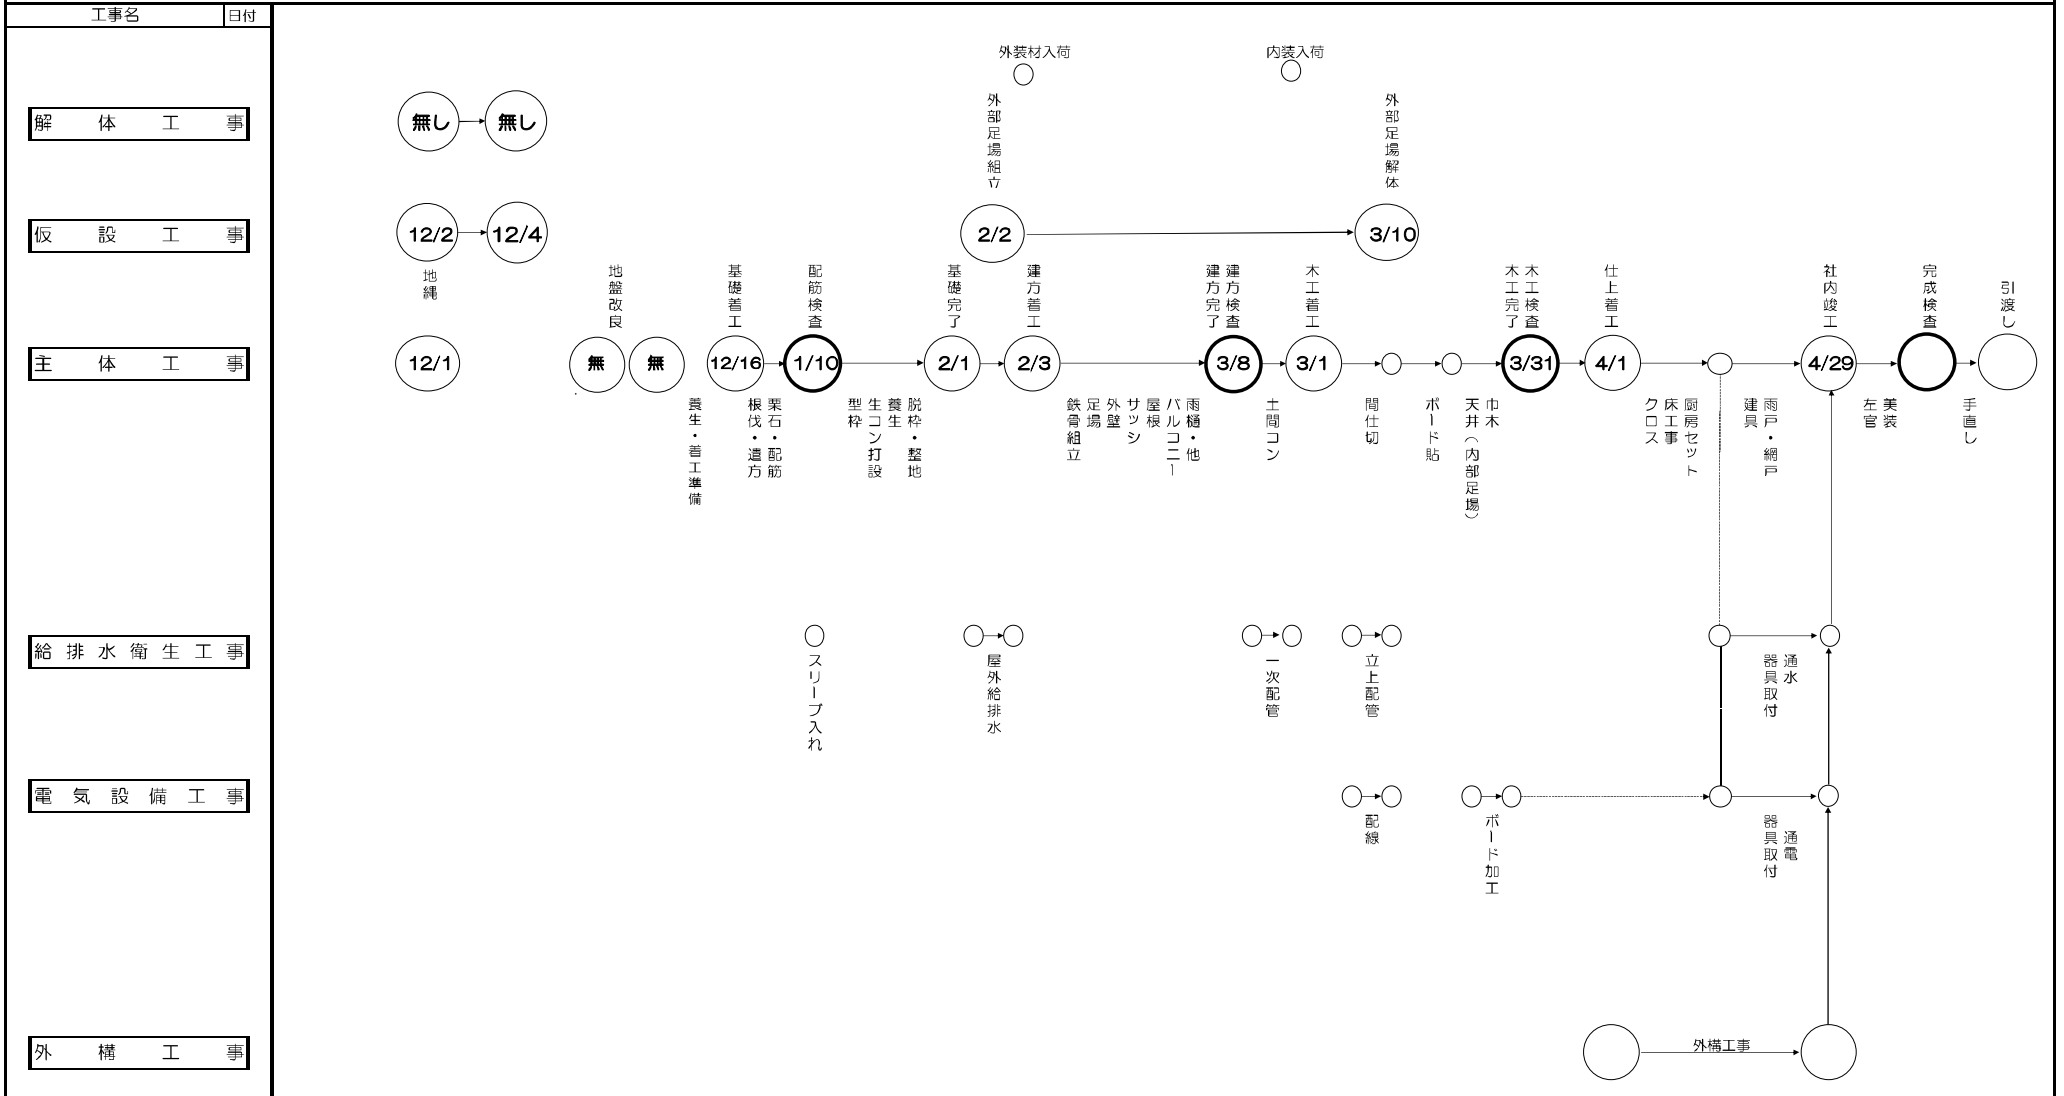 工事名 日付
外装材入荷
内装入荷
解体工事
無し
無し
外部足場組立
外部足場解体
仮設工事
12/2
12/4
2/2
3/10
地縄
地盤改良
基礎着工
配筋検査
基礎完了
建方着工
建方完了
建方検査
木工着工
木工完了
木工検査
仕上着工
社内竣工
完成検査
引渡し
主体工事
12/1
無
無
12/16
1/10
2/1
2/3
3/8
3/1
3/31
4/1
4/29
養生・着工準備
根伐・遣方
栗石・配筋
型枠
生コン打設
養生
脱枠・整地
鉄骨組立
足場
外壁
サッシ
屋根
バルコニー
雨樋・他
土間コン
間仕切
ボード貼
天井(内部足場)
巾木
クロス
床工事
厨房セット
建具
雨戸・網戸
左官
美装
手直し
給排水衛生工事
スリーブ入れ
屋外給排水
一次配管
立上配管
器具取付
通水
電気設備工事
配線
ボード加工
器具取付
通電
外構工事
外構工事